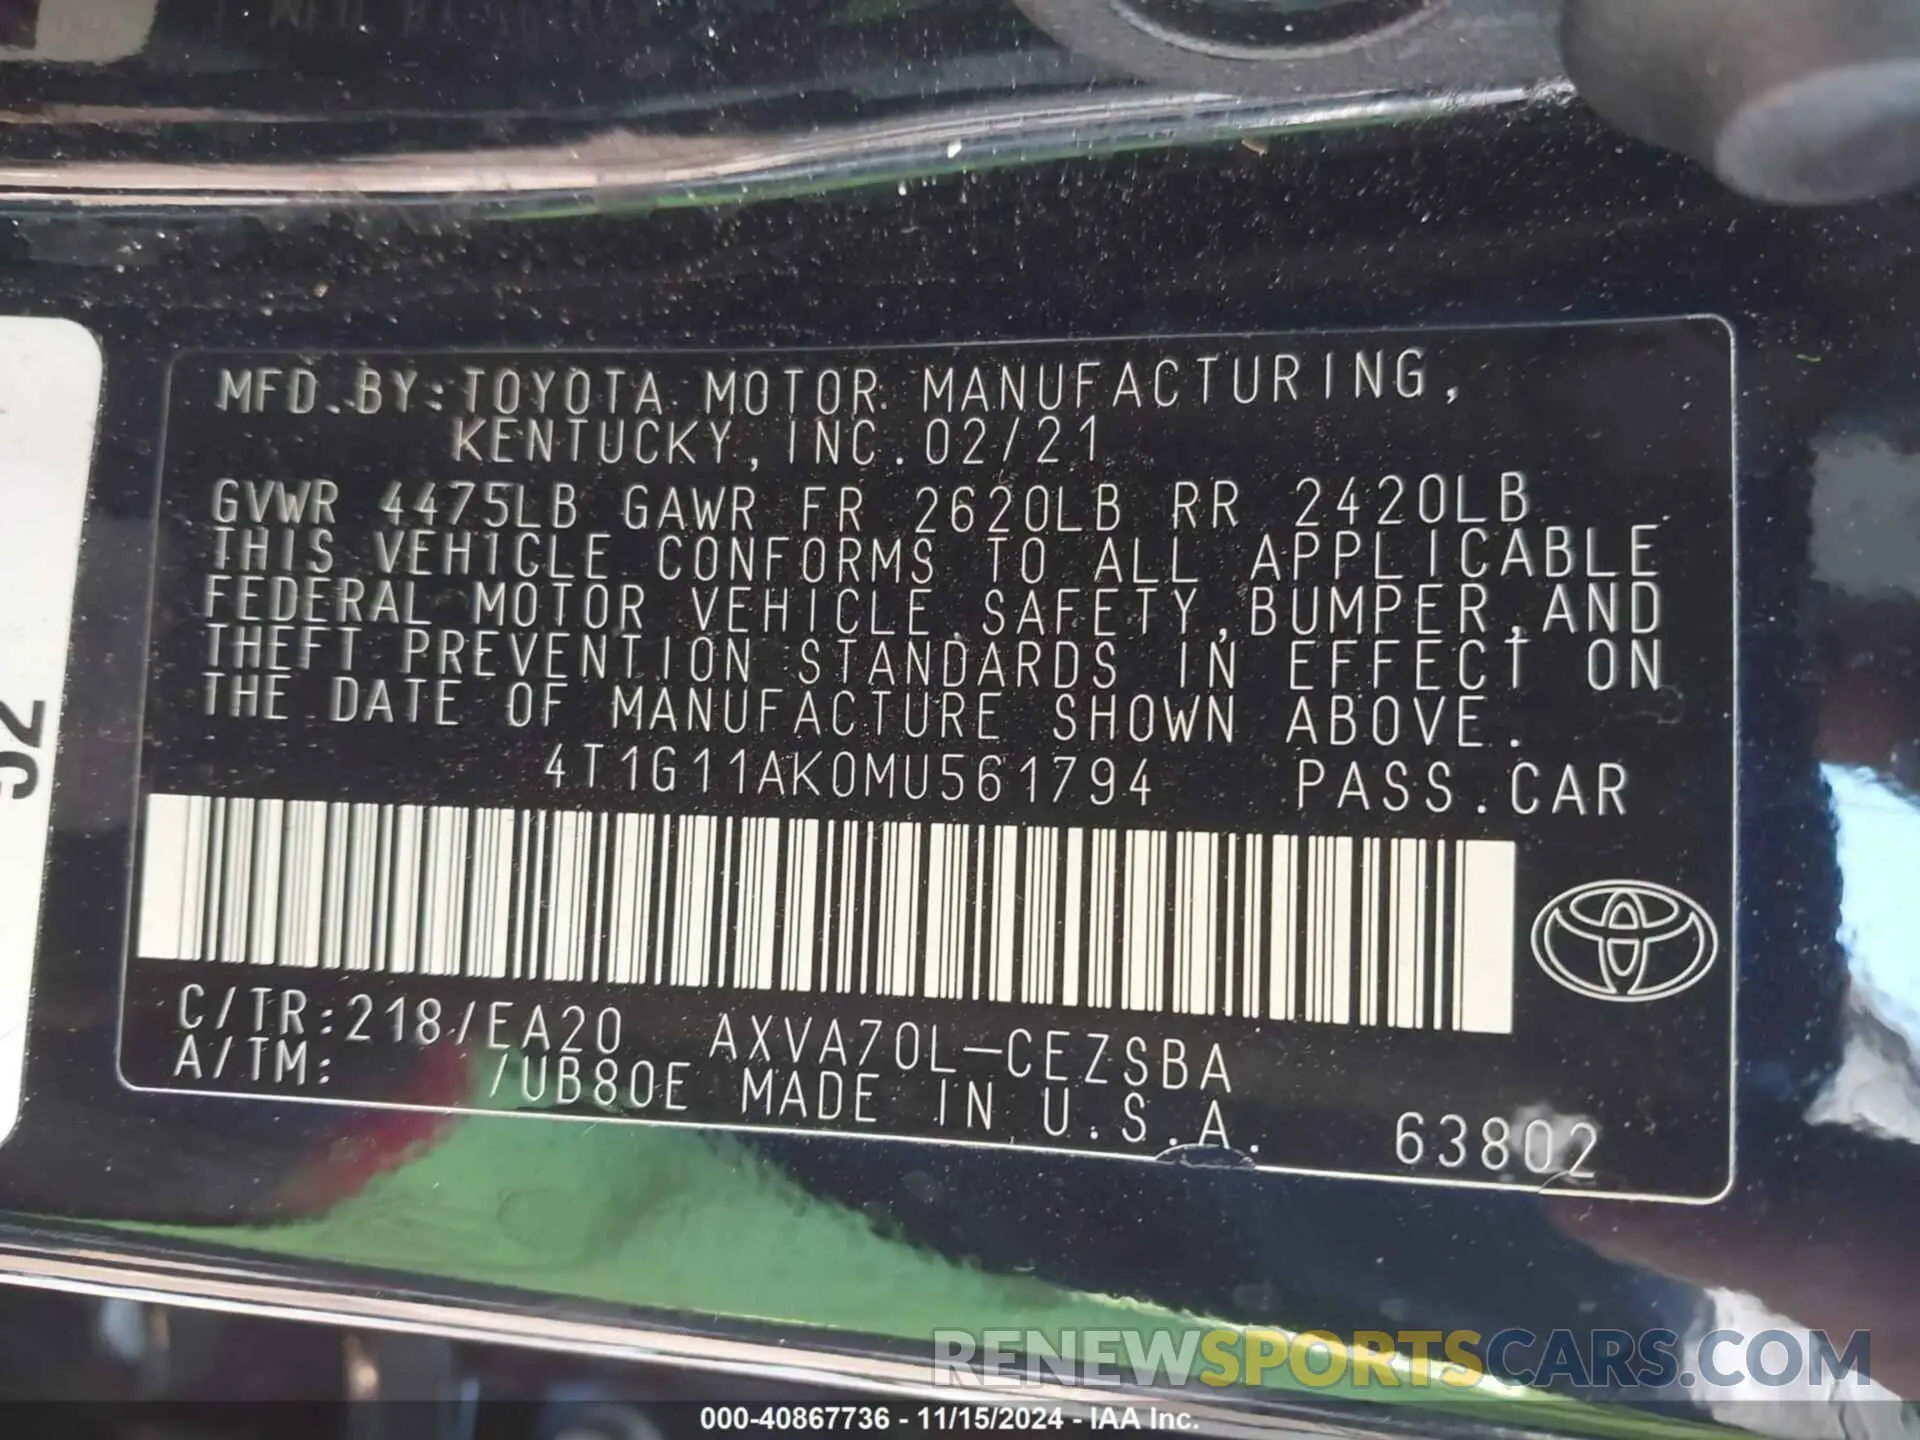 MFD. BY: TOYOTA MOTOR MANUFACTURING,
KENTUCKY, INC. 02/21
GVWR 4475LB GAWR FR 2620LB RR 2420LB
THIS VEHICLE CONFORMS TO ALL APPLICABLE
FEDERAL MOTOR VEHICLE SAFETY, BUMPER, AND
THEFT PREVENTION STANDARDS IN EFFECT ON
THE DATE OF MANUFACTURE SHOWN ABOVE.
4T1G11AK0MU561794 PASS. CAR
C/TR: 218/EA20 AXVA70L-CEZSBA
A/TM: /UB80E MADE IN U.S.A. 63802
RENEWSPORTSCARS.COM
000-40867736 - 11/15/2024 - IAA Inc.